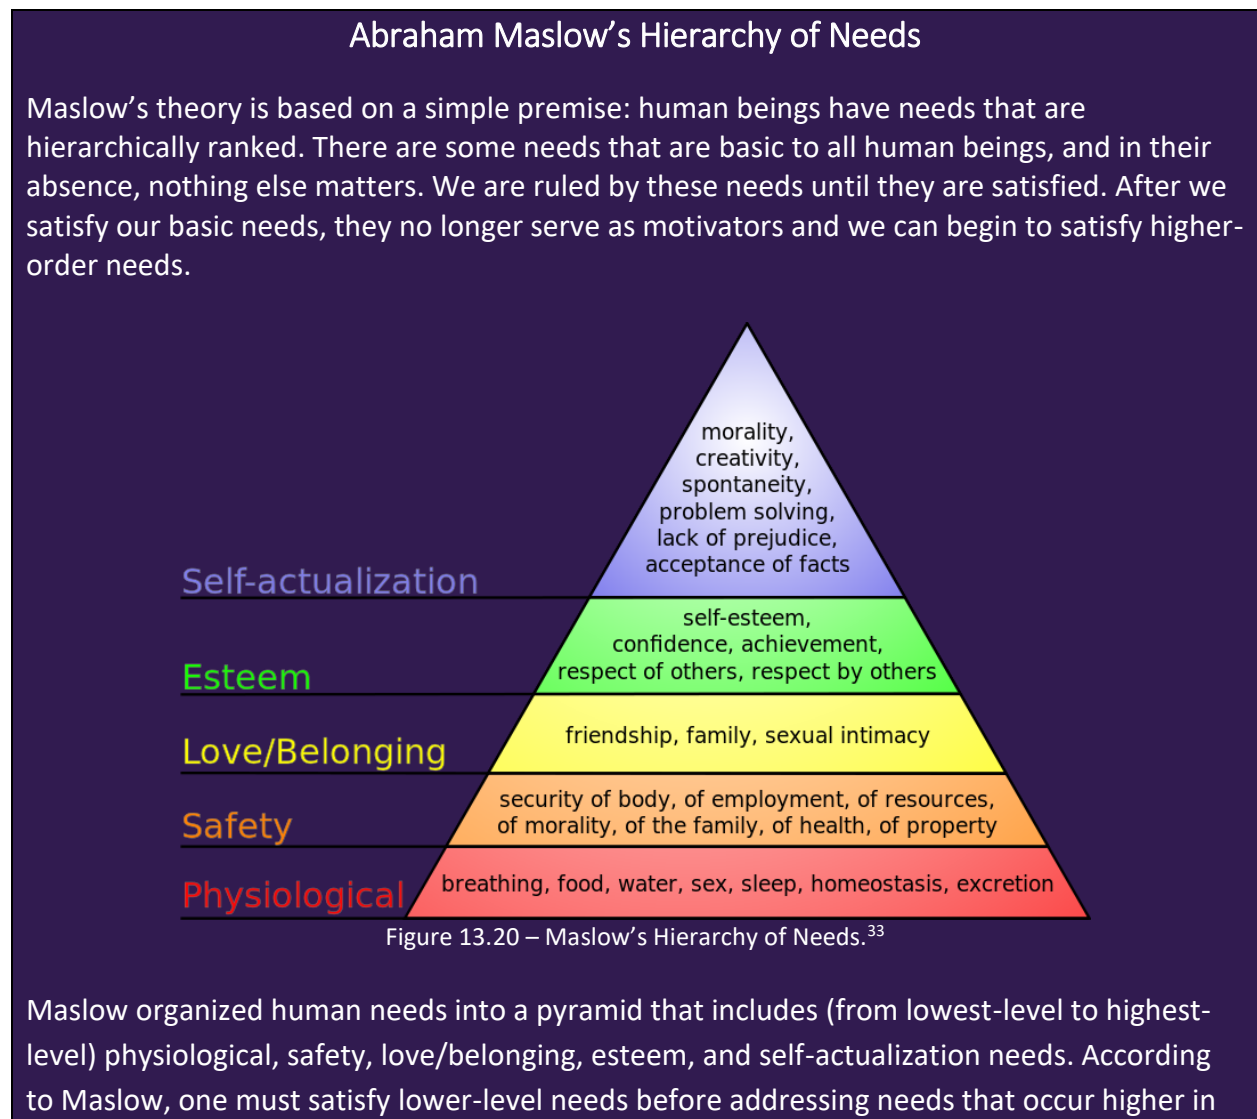 Abraham Maslow’s Hierarchy of Needs
Maslow’s theory is based on a simple premise: human beings have needs that are
hierarchically ranked. There are some needs that are basic to all human beings, and in their
absence, nothing else matters. We are ruled by these needs until they are satisfied. After we
satisfy our basic needs, they no longer serve as motivators and we can begin to satisfy higher-
order needs.
morality,
creativity,
spontaneity,
problem solving,
lack of prejudice,
acceptance of facts
Self-actualization
self-esteem,
confidence, achievement,
respect of others, respect by others
Esteem
friendship, family, sexual intimacy
Love/Belonging
security of body, of employment, of resources,
of morality, of the family, of health, of property
Safety
breathing, food, water, sex, sleep, homeostasis, excretion
Physiological
Figure 13.20 – Maslow’s Hierarchy of Needs.33
Maslow organized human needs into a pyramid that includes (from lowest-level to highest-
level) physiological, safety, love/belonging, esteem, and self-actualization needs. According
to Maslow, one must satisfy lower-level needs before addressing needs that occur higher in